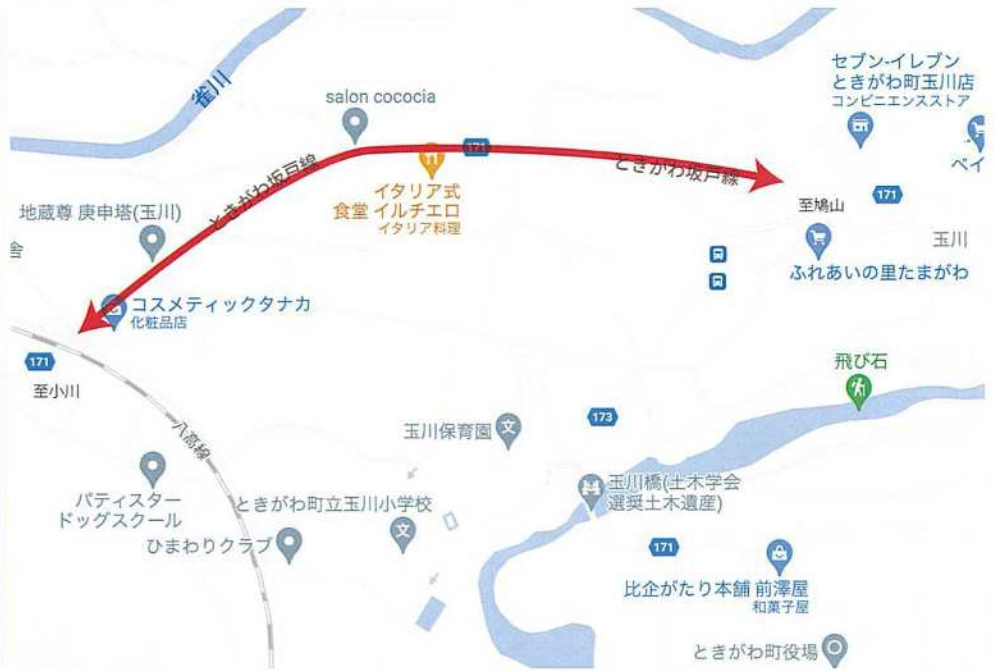 セブン-イレブン
ときがわ町玉川店
コンビニエンスストア
雀川
salon cococia
ベイ
ときがわ坂戸線
ときがわ坂戸線
171
イタリア式
食堂 イルチエロ
イタリア料理
至鳩山
地蔵尊 庚申塔(玉川)
舎
玉川
ふれあいの里たまがわ
コスメティックタナカ
化粧品店
171
至小川
飛び石
八高線
玉川保育園
文
173
パティスター
ドッグスクール
ときがわ町立玉川小学校
文
玉川橋(土木学会
選奨土木遺産)
ひまわりクラブ
171
比企がたり本舗 前澤屋
和菓子屋
ときがわ町役場